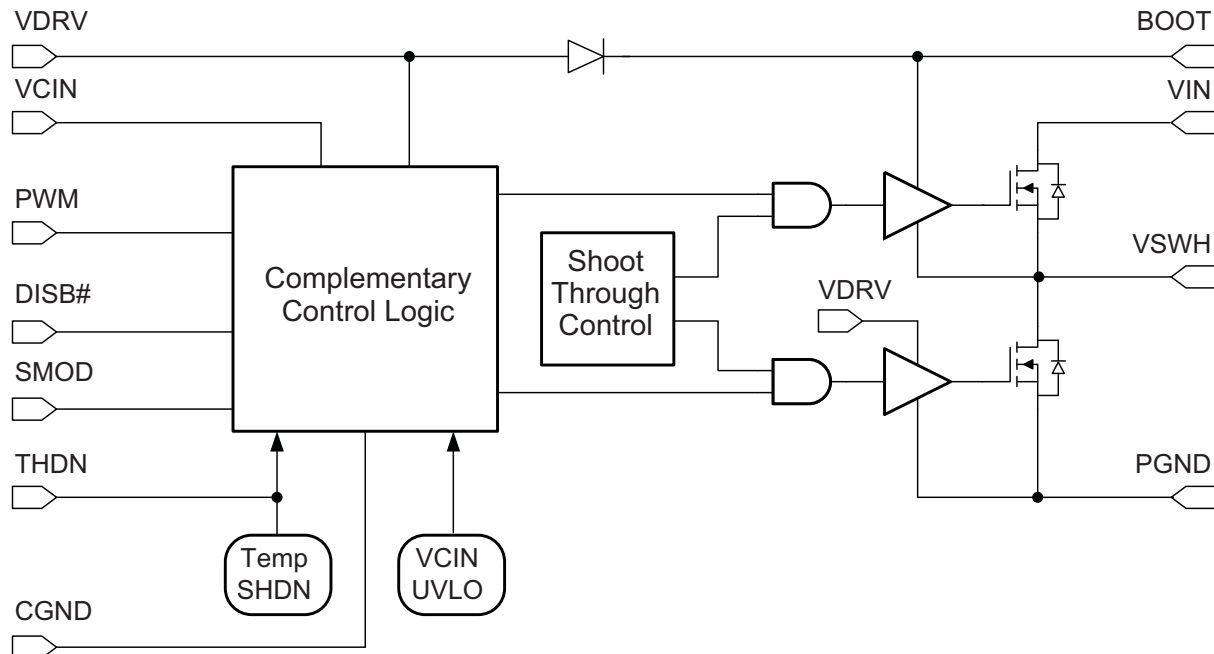 VDRV
BOOT
VCIN
VIN
PWM
Complementary
Control Logic
Shoot
Through
Control
VSWH
DISB#
VDRV
SMOD
THDN
PGND
Temp
SHDN
VCIN
UVLO
CGND